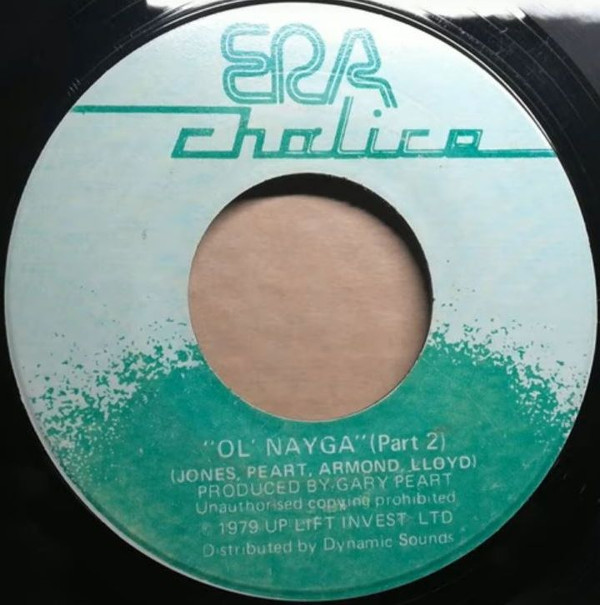 ERA
chalice
"OL' NAYGA" (Part 2)
(JONES, PEART, ARMOND, LLOYD)
PRODUCED BY GARY PEART
Unauthorised copying prohibited
1979 UP LIFT INVEST LTD
Distributed by Dynamic Sounds